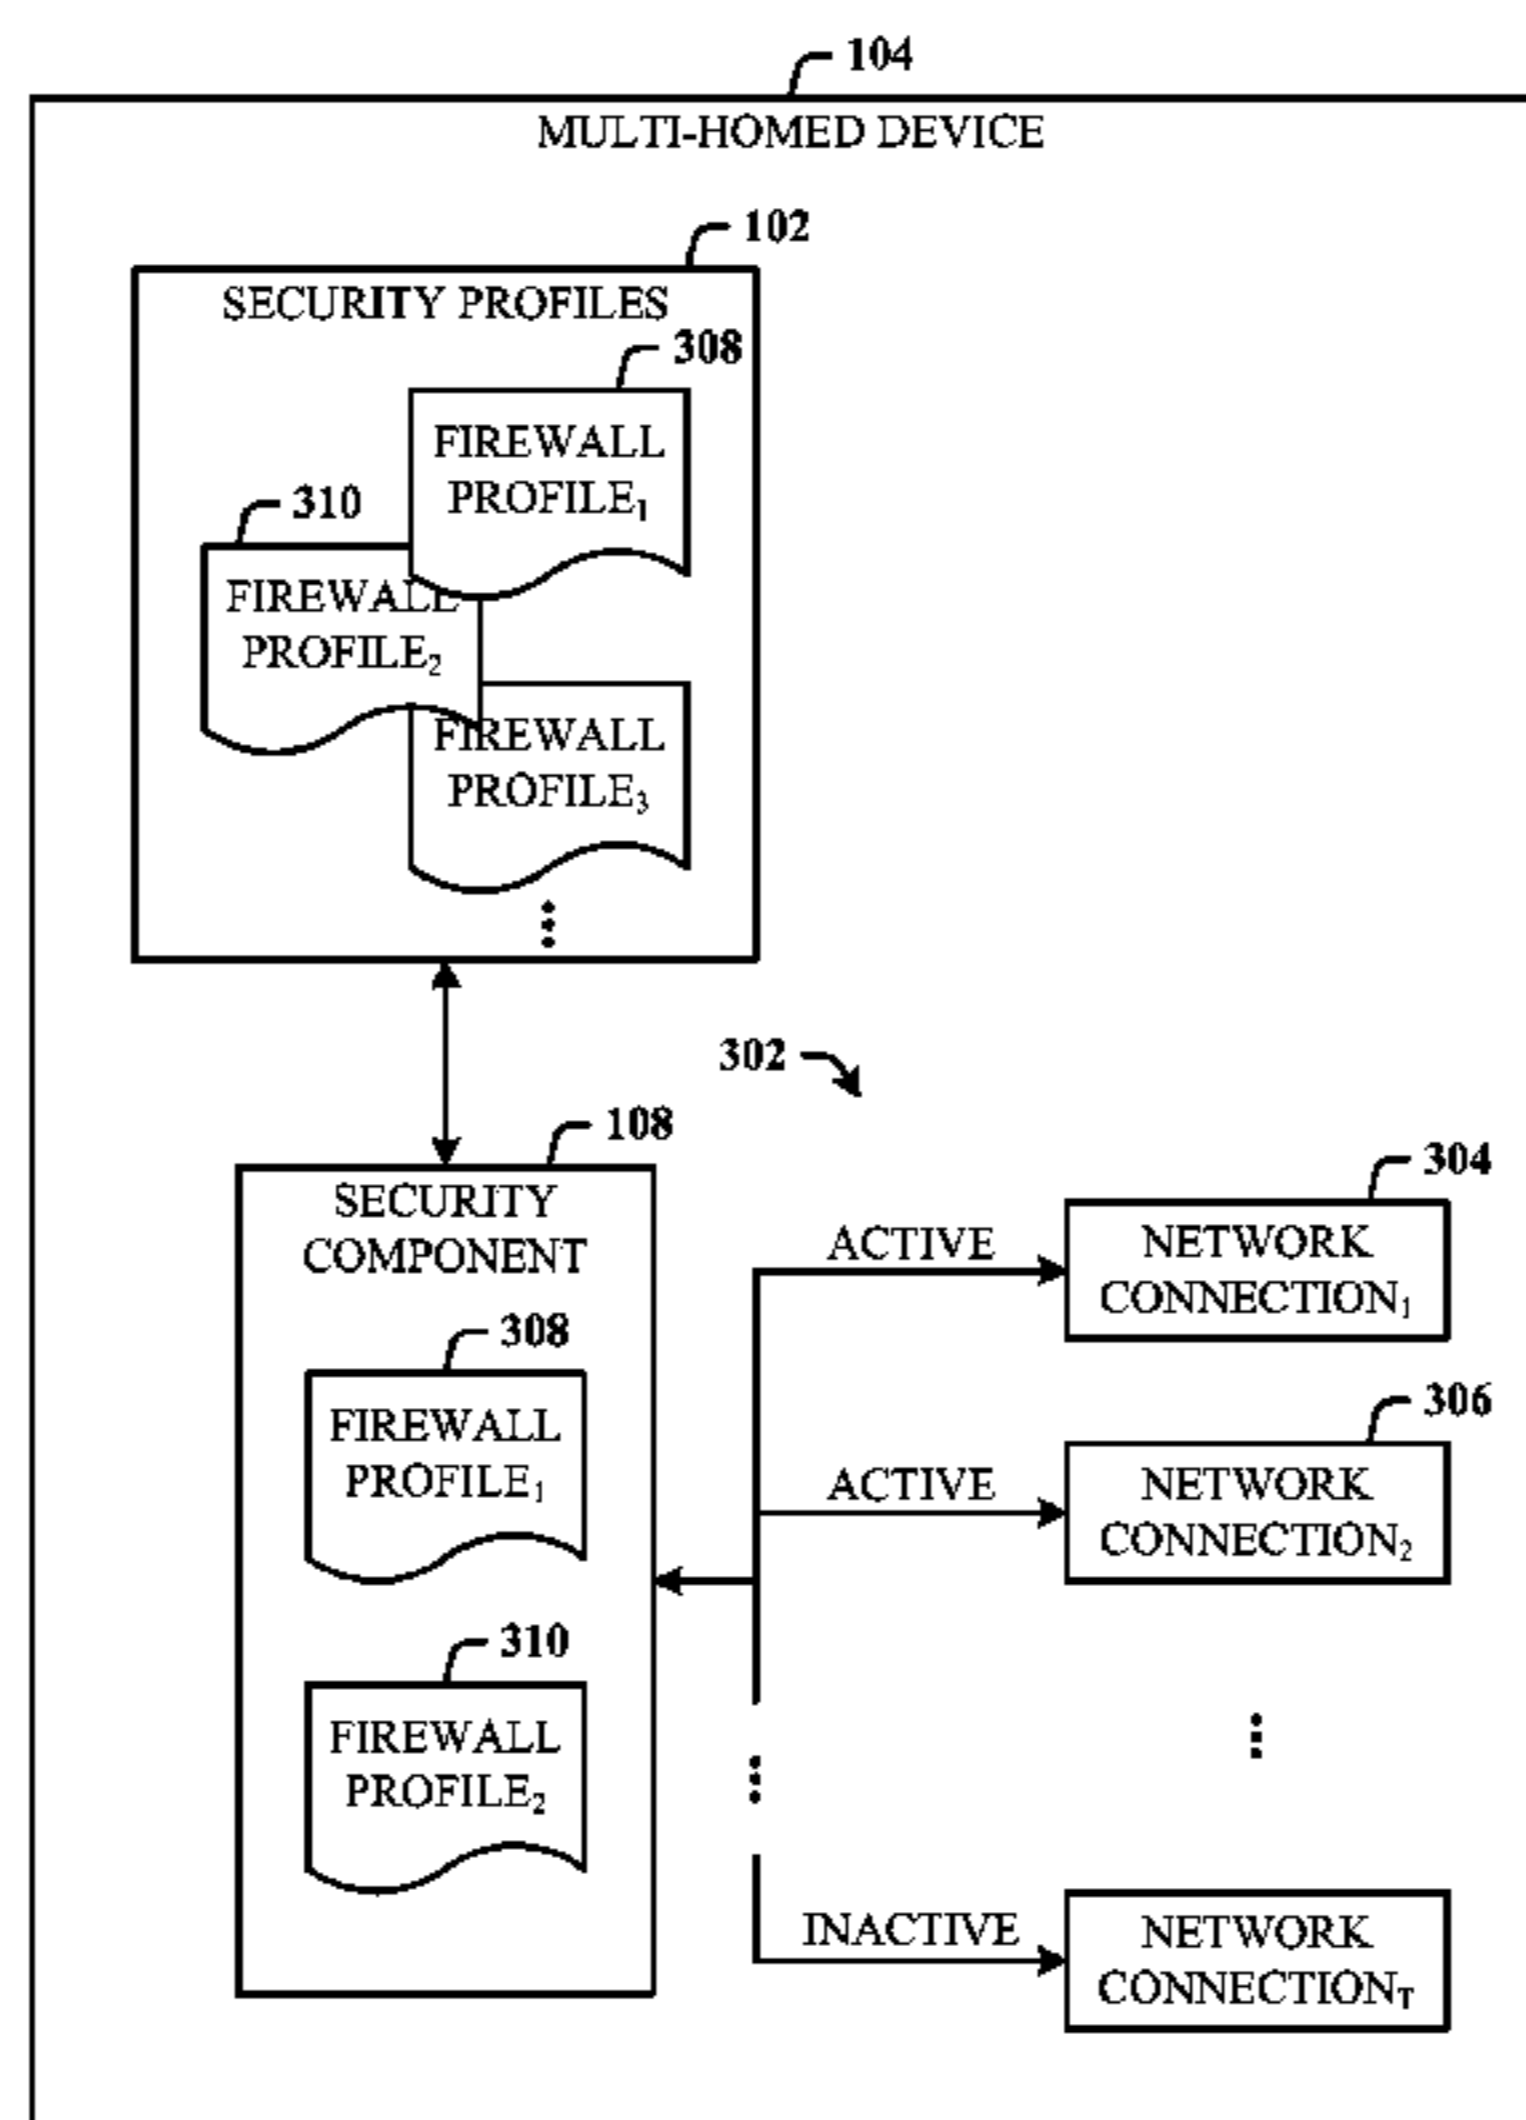 104
MULTI-HOMED DEVICE
102
SECURITY PROFILES
308
FIREWALL
PROFILE₁
310
FIREWALL
PROFILE₂
FIREWALL
PROFILE₃
302
108
SECURITY
COMPONENT
308
FIREWALL
PROFILE₁
310
FIREWALL
PROFILE₂
ACTIVE
304
NETWORK
CONNECTION₁
ACTIVE
306
NETWORK
CONNECTION₂
INACTIVE
NETWORK
CONNECTION_T